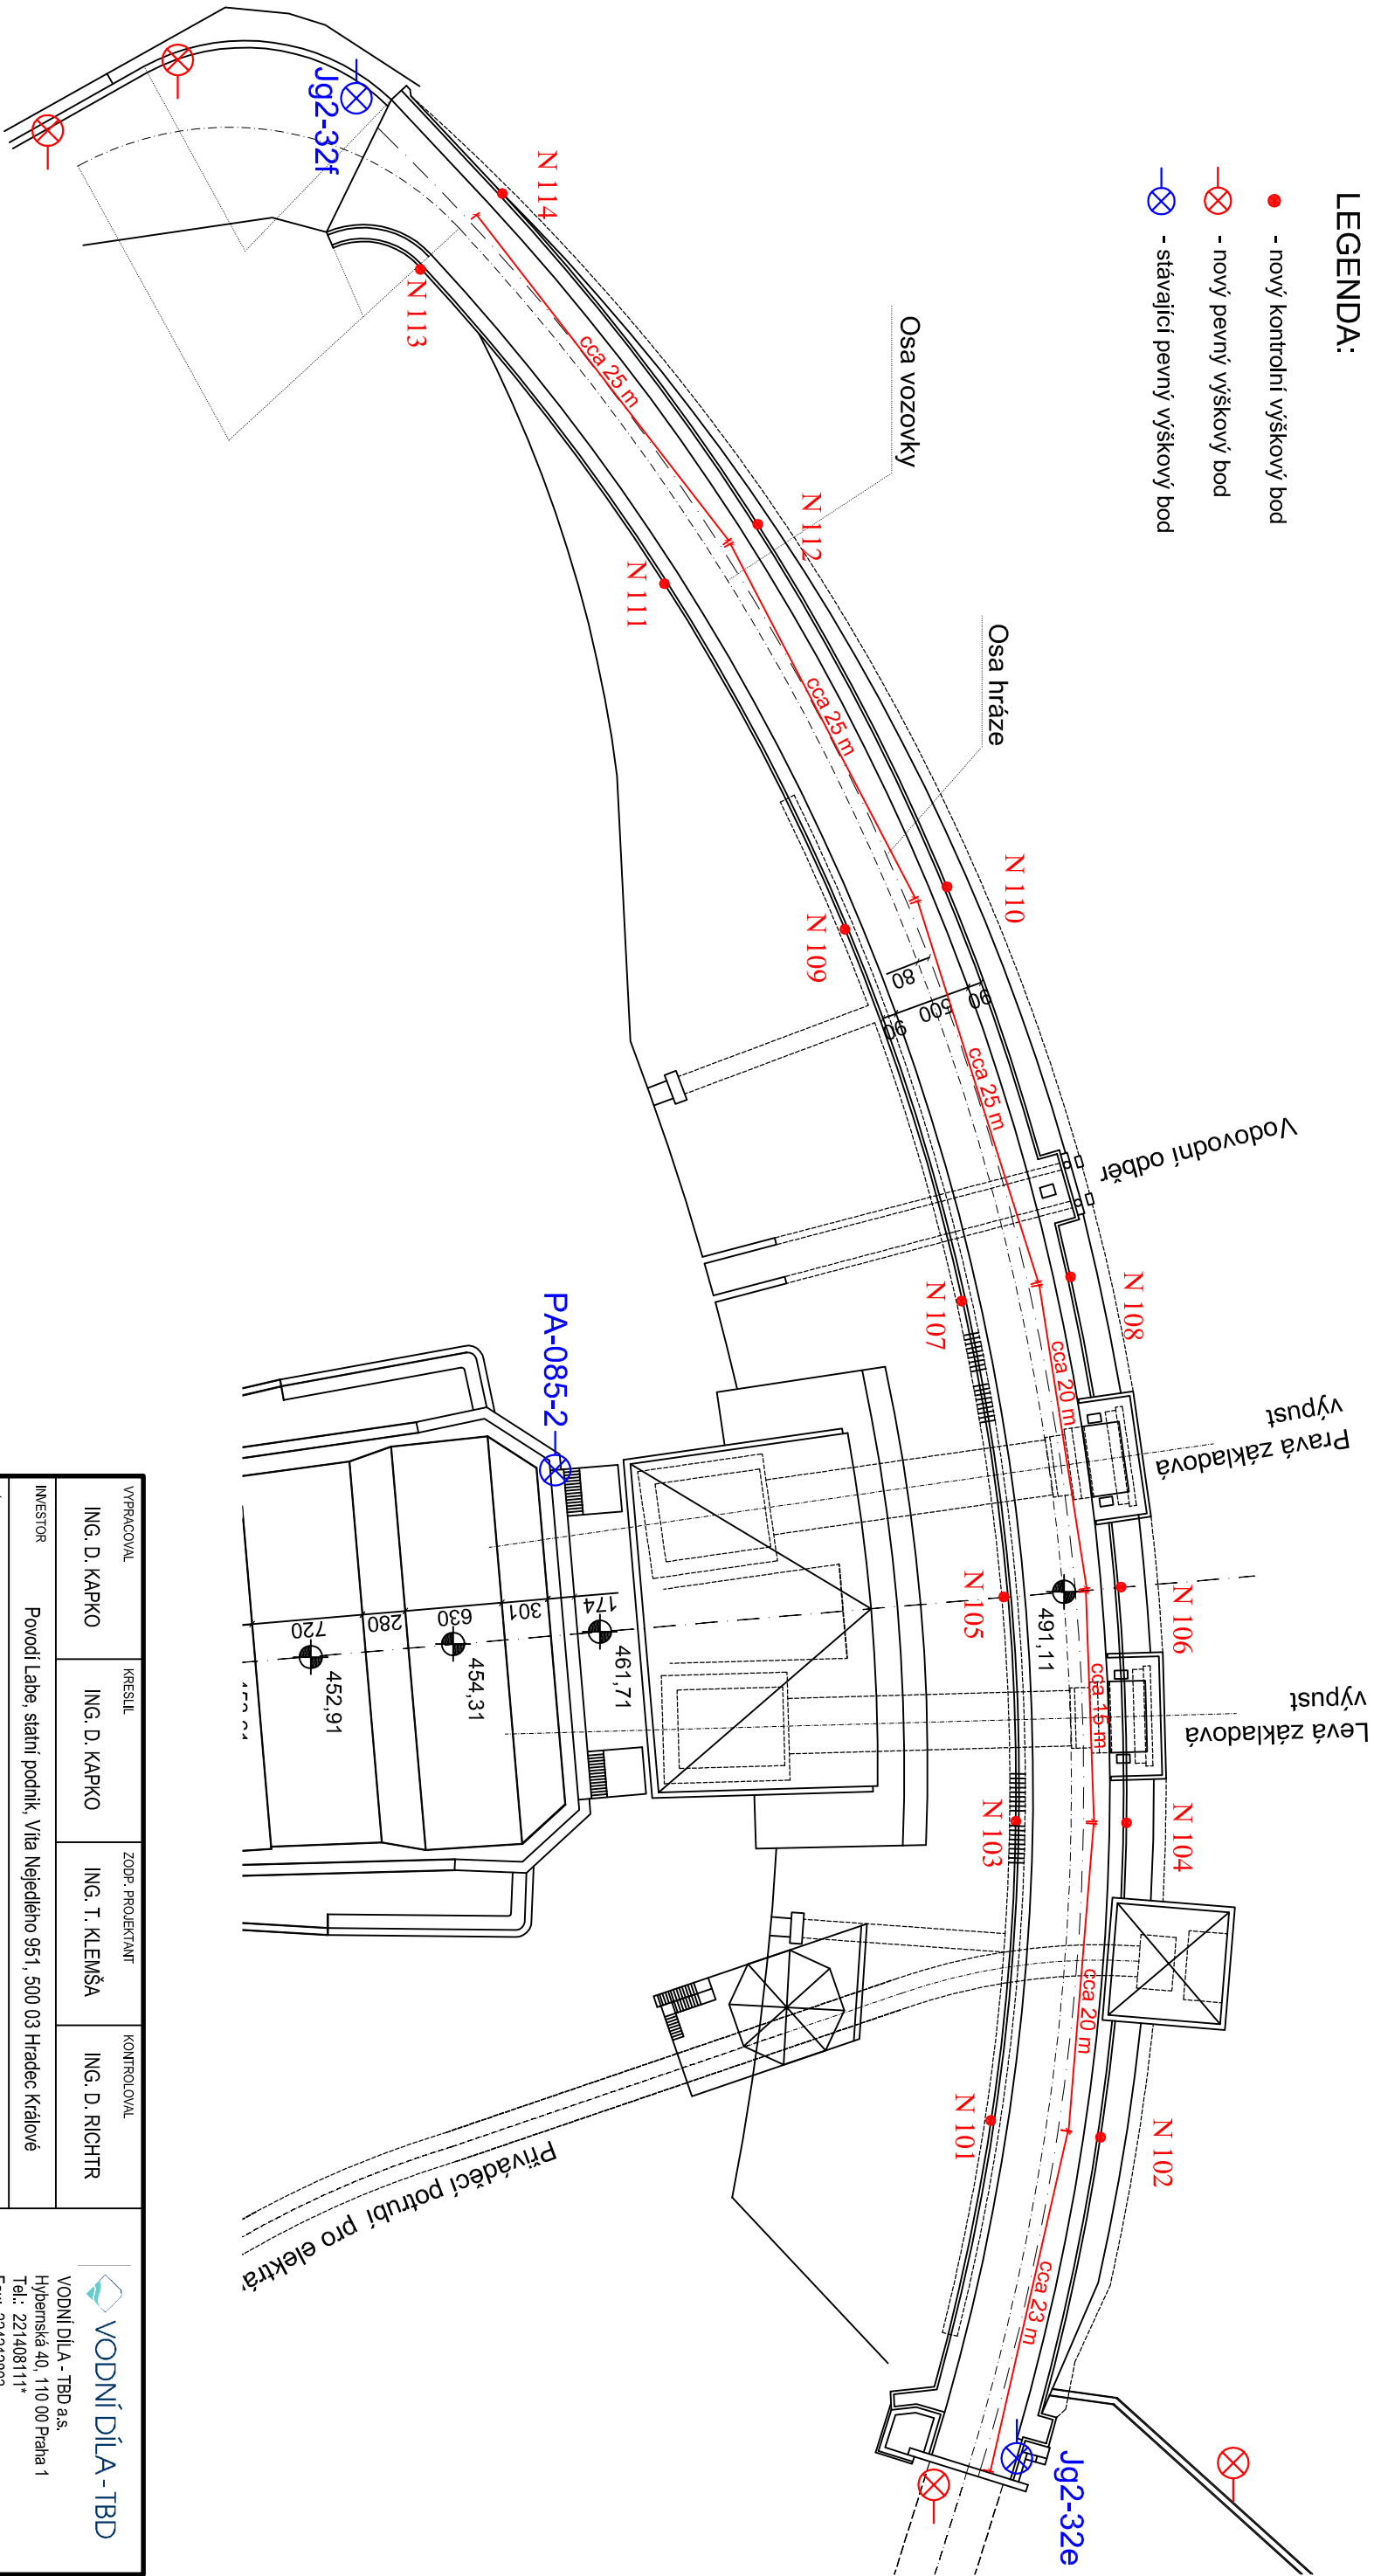 LEGENDA:
- nový kontrolní výškový bod
- nový pevný výškový bod
- stávající pevný výškový bod
Jg2-32f
N 114
N 113
cca 25 m
Osa vozovky
N 112
N 111
cca 25 m
Osa hráze
N 110
N 109
80
90
500
90
cca 25 m
Vodovodní odběr
N 108
N 107
cca 20 m
Pravá základová
výpust
PA-085-2
N 106
N 105
491,11
461,71
454,31
452,91
174
301
630
280
720
cca 15 m
Levá základová
výpust
N 104
N 103
cca 20 m
N 102
N 101
Přiváděcí potrubí pro elektrá
cca 23 m
Jg2-32e
VYPRACOVAL
ING. D. KAPKO
KRESLIL
ING. D. KAPKO
ZODP. PROJEKTANT
ING. T. KLEMŠA
KONTROLOVAL
ING. D. RICHTR
INVESTOR
Povodí Labe, státní podnik, Víta Nejedlého 951, 500 03 Hradec Králové
VODNÍ DÍLA - TBD
VODNÍ DÍLA - TBD a.s.
Hybernská 40, 110 00 Praha 1
Tel.: 221408111*